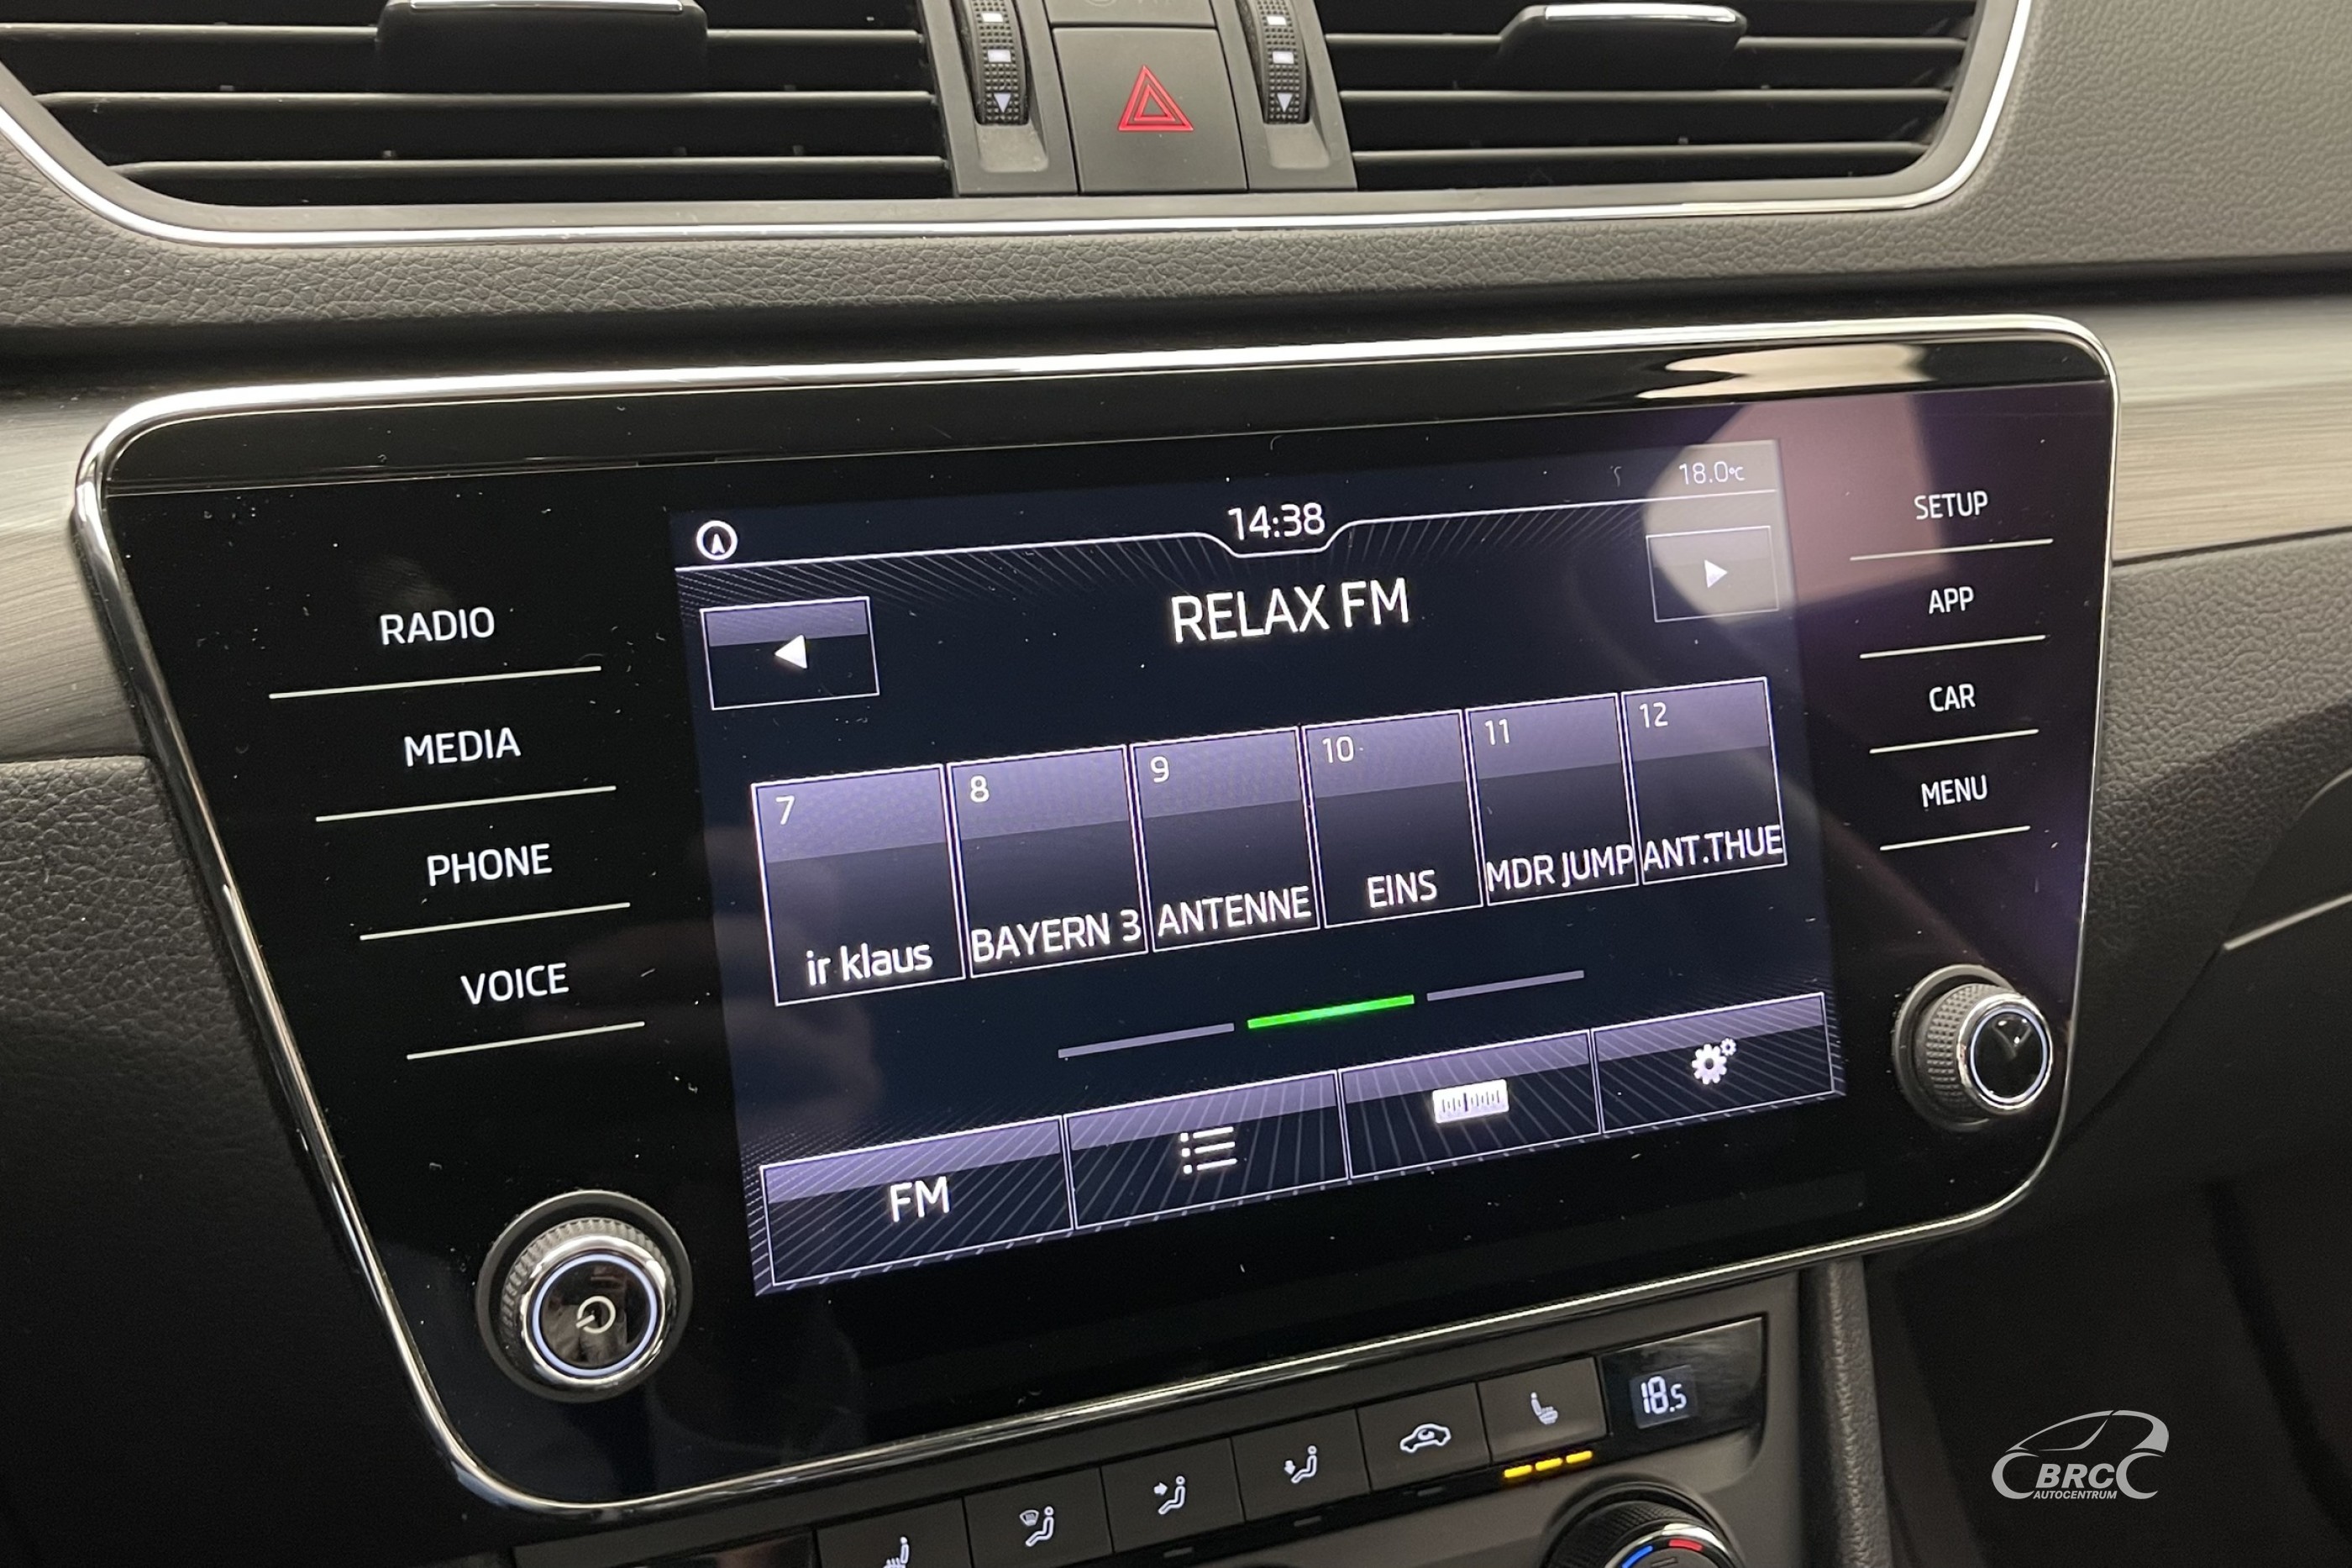 18.0°C
14:38
RELAX FM
RADIO
MEDIA
PHONE
VOICE
SETUP
APP
CAR
MENU
7
8
9
10
11
12
ir klaus
BAYERN 3
ANTENNE
EINS
MDR JUMP
ANT.THUE
FM
18.5
BRC
AUTOCENTRUM